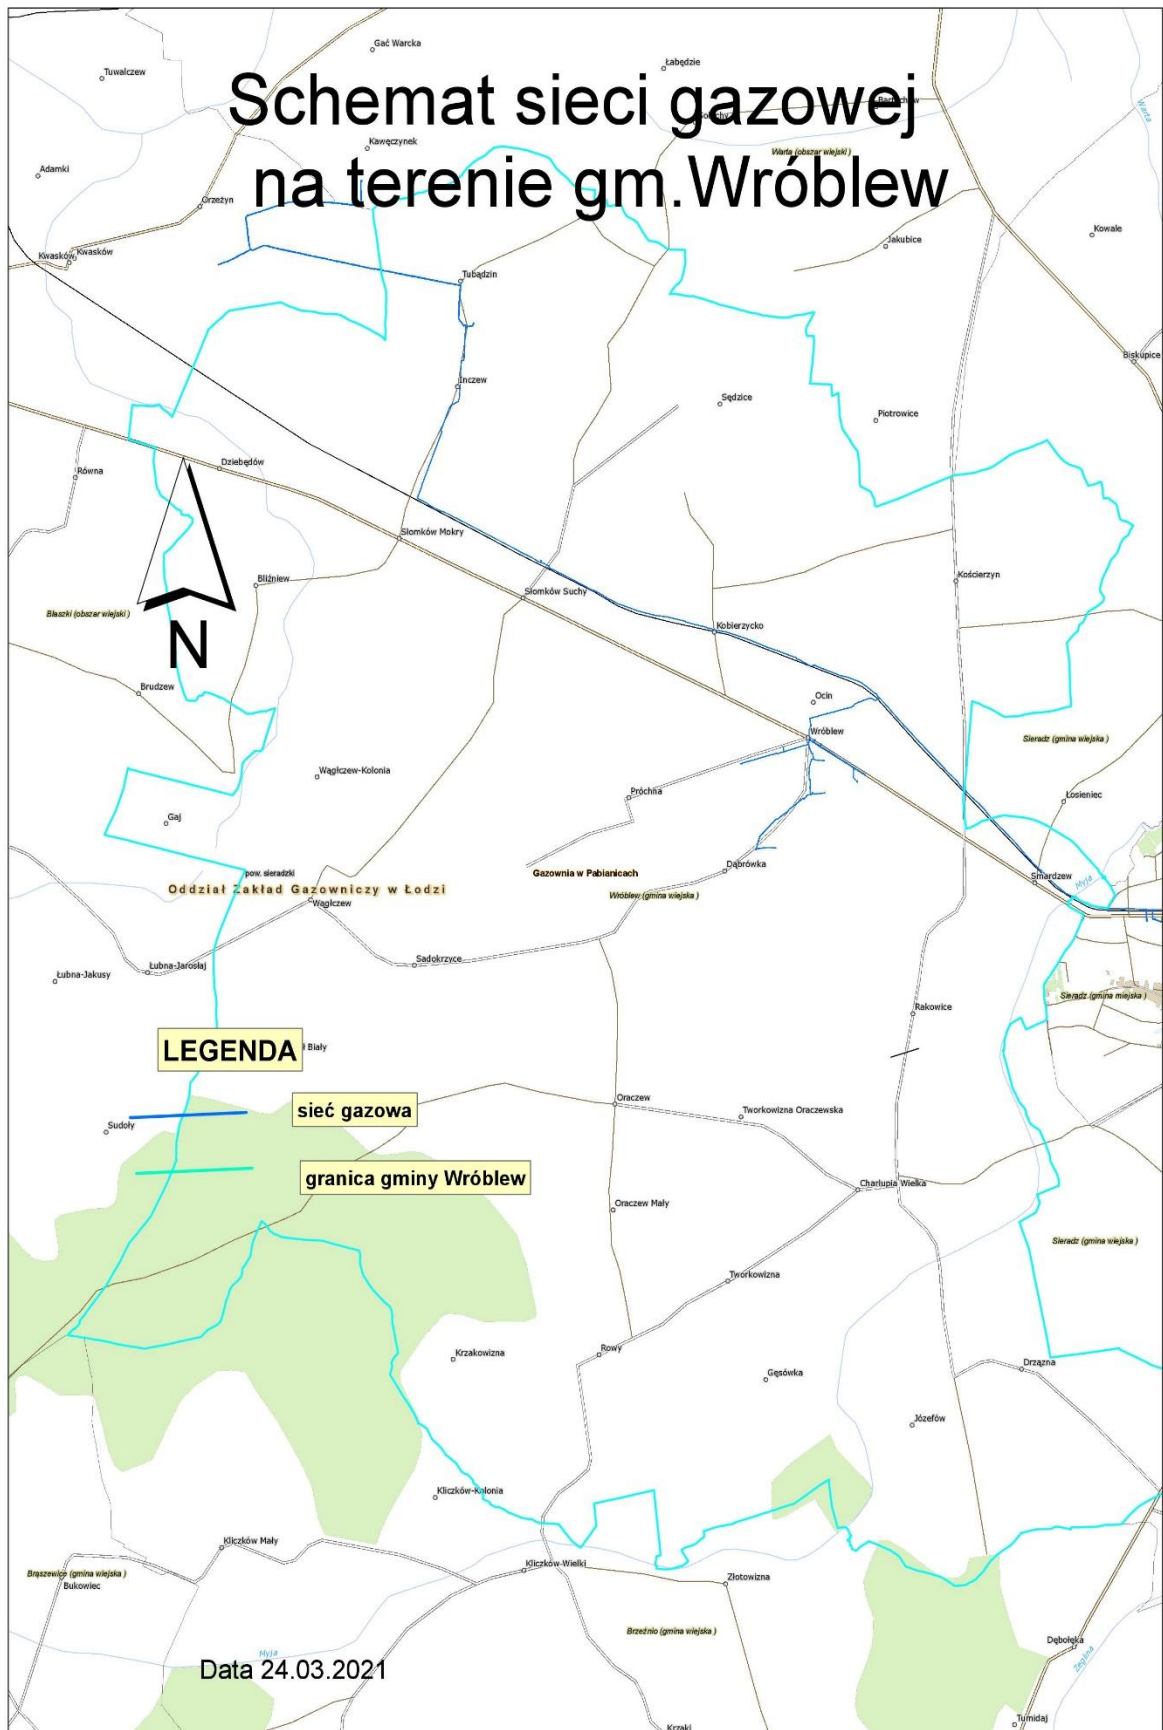 Gać Warcka
Łabędzie
Tuwalczew
Schemat sieci gazowej
na terenie gm.Wróblew
Warta
Kawęczynek
Warta (obszar wiejski )
Adamki
Orzeżyn
Kowale
Jakubice
Kwasków
Kwasków
Tubądzin
Biskupice
Inczew
Sędzice
Piotrowice
Dziebędów
Równa
Słomków Mokry
Bliźniew
Kościerzyn
Słomków Suchy
Błaszki (obszar wiejski )
Kobierzycko
N
Brudzew
Ocin
Wróblew
Sieradz (gmina wiejska )
Wągłczew-Kolonia
Próchna
Łosieniec
Gaj
Dąbrówka
pow. sieradzki
Gazownia w Pabianicach
Smardzew
Myja
Oddział Zakład Gazowniczy w Łodzi
Wróblew (gmina wiejska )
Wągłczew
Sadokrzyce
Łubna-Jarosłaj
Łubna-Jakusy
Sieradz (gmina miejska )
Rakowice
LEGENDA
Biały
sieć gazowa
Oraczew
Tworkowizna Oraczewska
Sudoły
granica gminy Wróblew
Charłupia Wielka
Oraczew Mały
Sieradz (gmina wiejska )
Tworkowizna
Krzakowizna
Rowy
Drzązna
Gęsówka
Józefów
Kliczków-Kolonia
Kliczków Mały
Kliczków-Wielki
Brąszewice (gmina wiejska )
Bukowiec
Złotowizna
Brzeźnio (gmina wiejska )
Dębołęka
Myja
Żeglina
Data 24.03.2021
Tumidaj
Krzaki